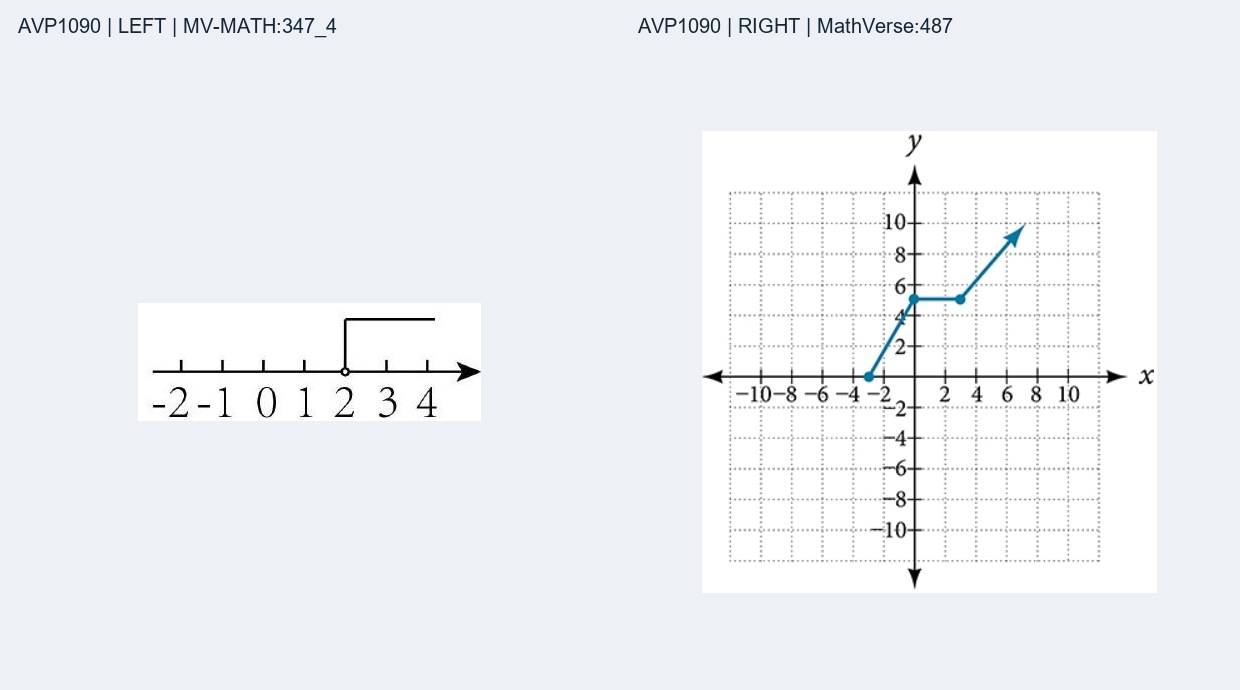 AVP1090 | LEFT | MV-MATH:347_4
AVP1090 | RIGHT | MathVerse:487
-2 -1 0 1 2 3 4
y
10
8
6
4
2
−10 −8 −6 −4 −2 2 4 6 8 10 x
−2
−4
−6
−8
−10